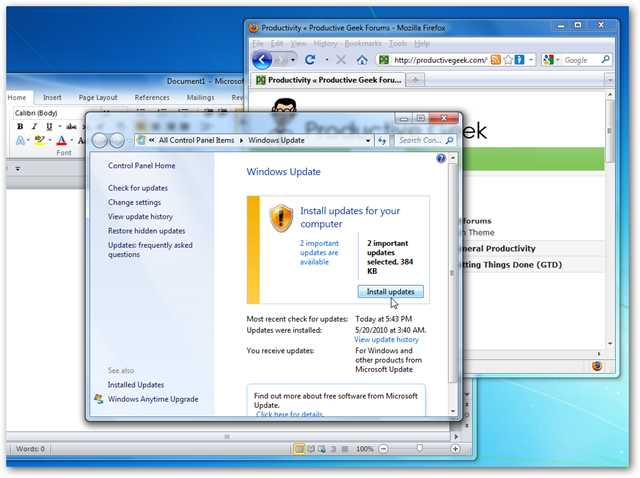 Productivity « Productive Geek Forums - Mozilla Firefox
File Edit View History Bookmarks Tools Help
http://productivegeek.com/
Google
Productivity « Productive Geek Foru...
Productive Geek
forums
n Theme
neral Productivity
tting Things Done (GTD)
Document1 - Microsof
Home Insert Page Layout References Mailings Rev
Calibri (Body)
B I U
Font
All Control Panel Items Windows Update
Search Con...
Control Panel Home
Check for updates
Change settings
View update history
Restore hidden updates
Updates: frequently asked
questions
See also
Installed Updates
Windows Anytime Upgrade
Windows Update
Install updates for your
computer
2 important
updates are
available
2 important
updates
selected, 384
KB
Install updates
Most recent check for updates: Today at 5:43 PM
Updates were installed: 5/20/2010 at 3:40 AM.
View update history
You receive updates: For Windows and
other products from
Microsoft Update
Find out more about free software from Microsoft
Update.
Click here for details.
Words: 0
100%